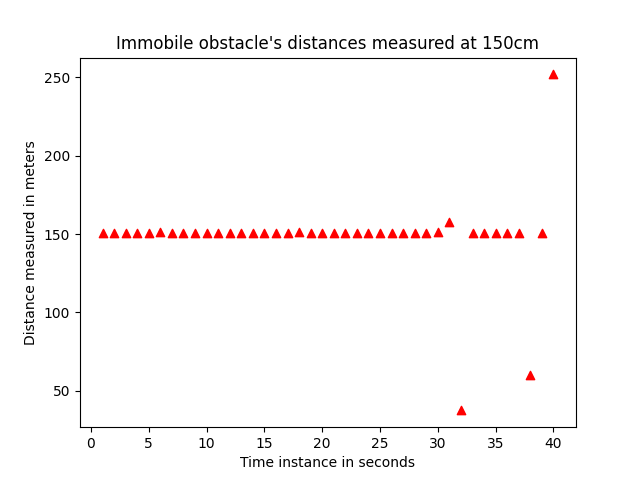 Immobile obstacle's distances measured at 150cm
250
200
150
100
50
Distance measured in meters
0 5 10 15 20 25 30 35 40
Time instance in seconds